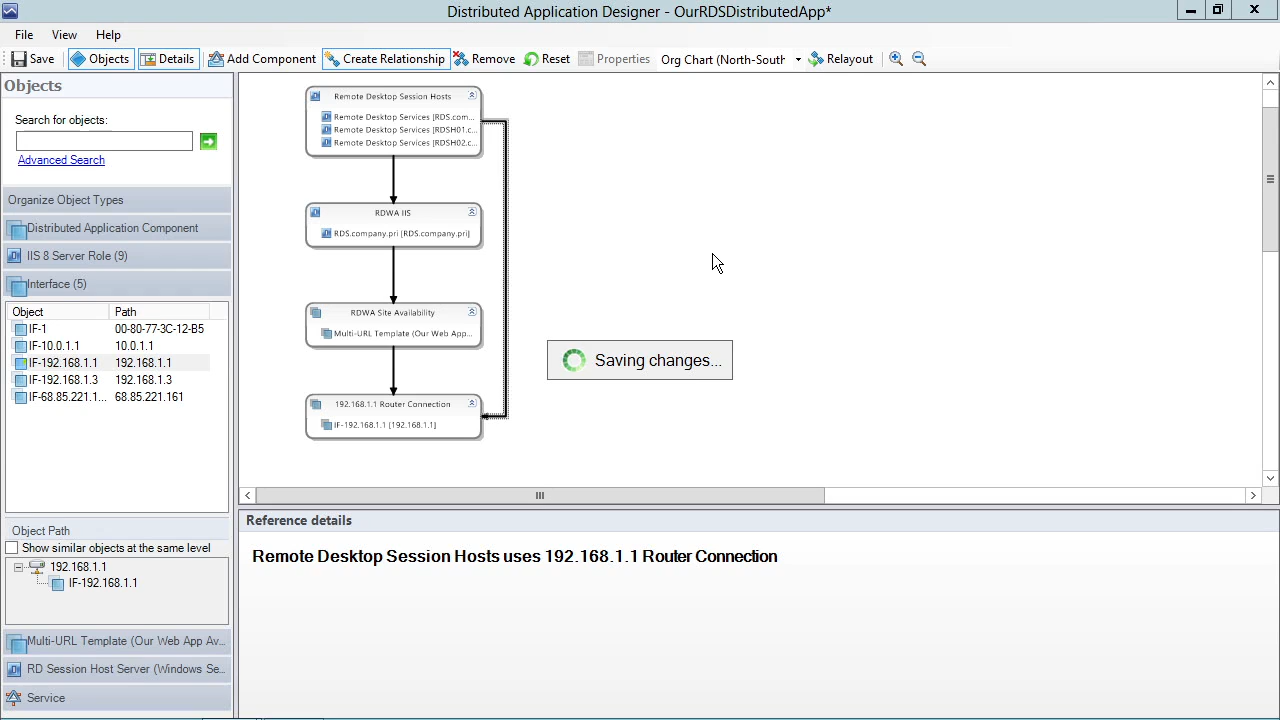 Distributed Application Designer - OurRDSDistributedApp*
File View Help
Save Objects Details Add Component Create Relationship Remove Reset Properties Org Chart (North-South Relayout
Objects
Search for objects:
Advanced Search
Organize Object Types
Distributed Application Component
IIS 8 Server Role (9)
Interface (5)
Object Path
IF-1 00-80-77-3C-12-B5
IF-10.0.1.1 10.0.1.1
IF-192.168.1.1 192.168.1.1
IF-192.168.1.3 192.168.1.3
IF-68.85.221.1... 68.85.221.161
Object Path
Show similar objects at the same level
192.168.1.1
IF-192.168.1.1
Multi-URL Template (Our Web App Av...
RD Session Host Server (Windows Se...
Service
Remote Desktop Session Hosts
Remote Desktop Services [RDS.com...
Remote Desktop Services [RDSH01.c...
Remote Desktop Services [RDSH02.c...
RDWA IIS
RDS.company.pri [RDS.company.pri]
RDWA Site Availability
Multi-URL Template (Our Web App...
192.168.1.1 Router Connection
IF-192.168.1.1 [192.168.1.1]
Saving changes...
Reference details
Remote Desktop Session Hosts uses 192.168.1.1 Router Connection